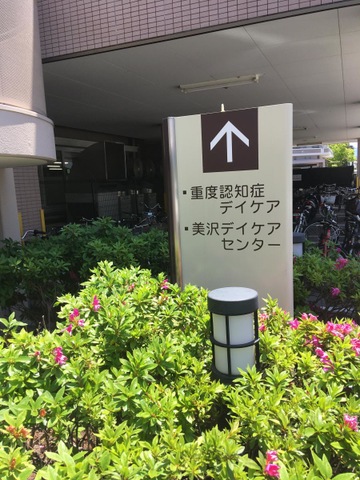 ・重度認知症
デイケア
・美沢デイケア
センター